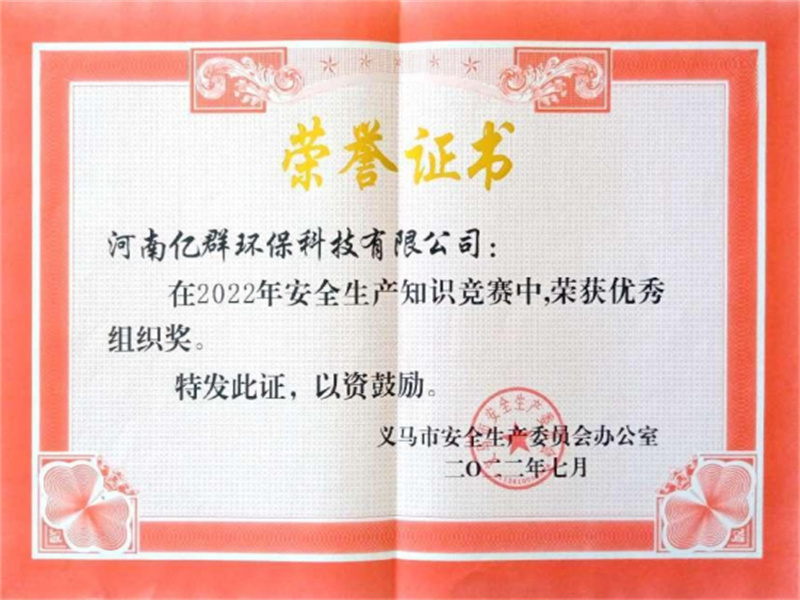 荣誉证书
河南亿群环保科技有限公司：
在2022年安全生产知识竞赛中,荣获优秀
组织奖。
特发此证，以资鼓励。
义马市安全生产委员会办公室
二〇二二年七月